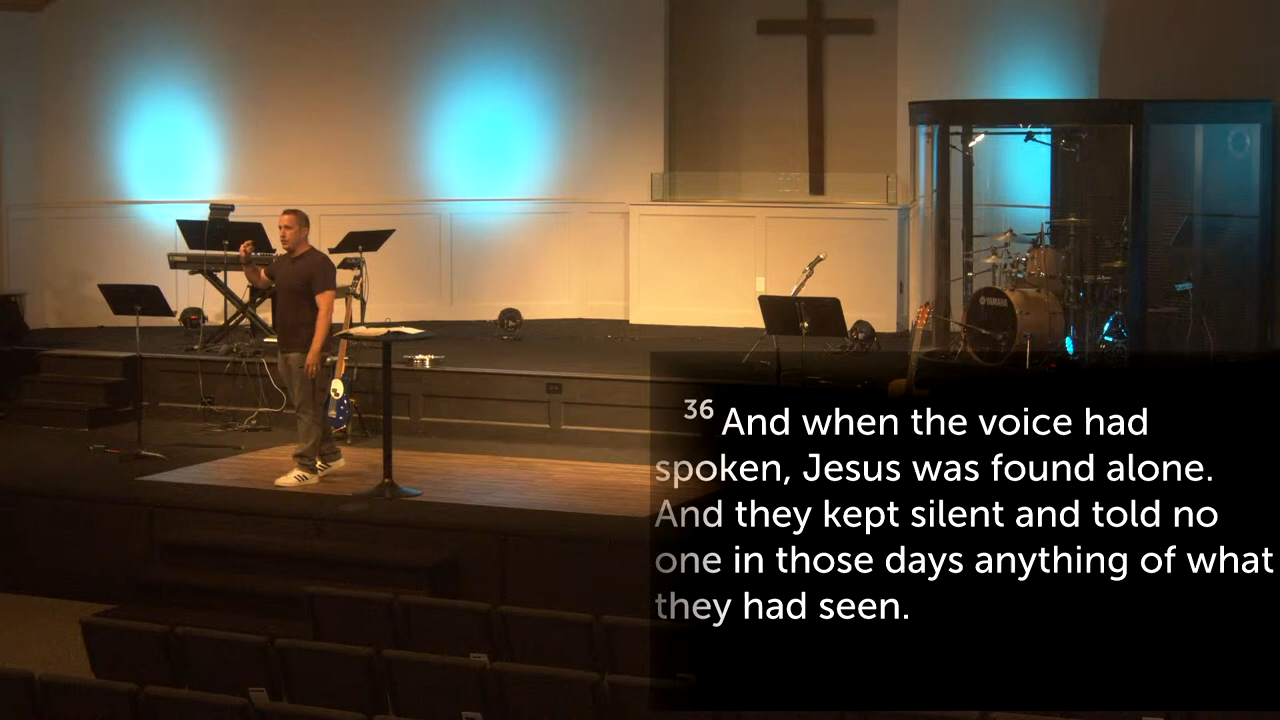 YAMAHA
36 And when the voice had
spoken, Jesus was found alone.
And they kept silent and told no
one in those days anything of what
they had seen.